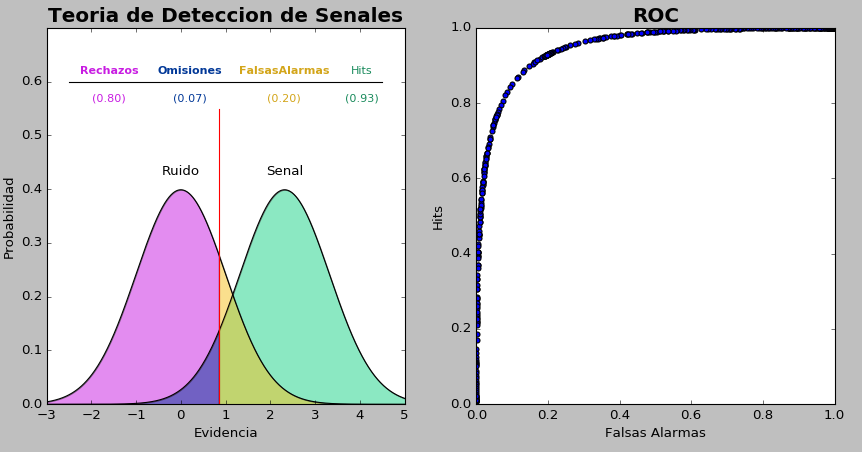 Teoria de Deteccion de Senales
Rechazos Omisiones FalsasAlarmas Hits
(0.80) (0.07) (0.20) (0.93)
Ruido Senal
Probabilidad
0.6
0.5
0.4
0.3
0.2
0.1
0.0
−3 −2 −1 0 1 2 3 4 5
Evidencia
ROC
Hits
1.0
0.8
0.6
0.4
0.2
0.0
0.0 0.2 0.4 0.6 0.8 1.0
Falsas Alarmas